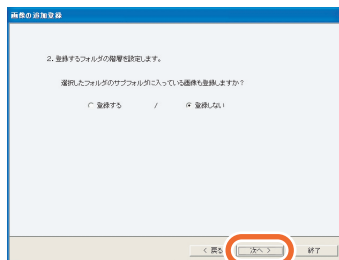 画像の追加登録
2. 登録するフォルダの階層を設定します。
選択したフォルダのサブフォルダに入っている画像も登録しますか?
登録する / 登録しない
< 戻る 次へ > 終了